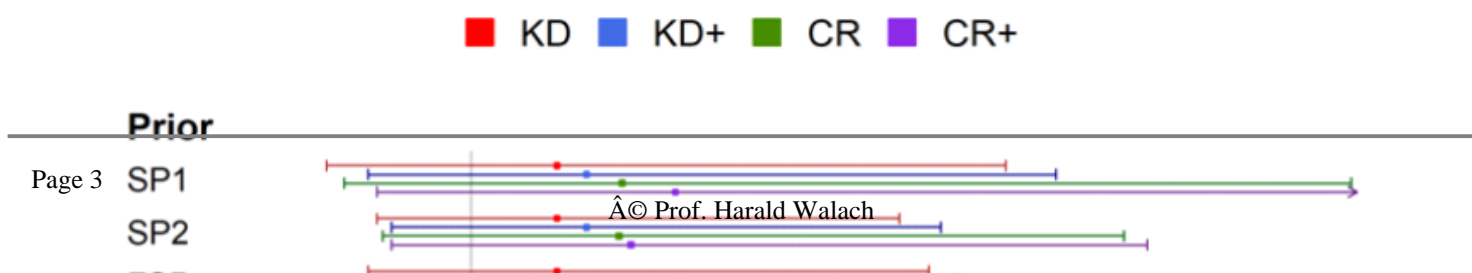 KD KD+ CR CR+
Prior
Page 3 SP1
Â© Prof. Harald Walach
SP2